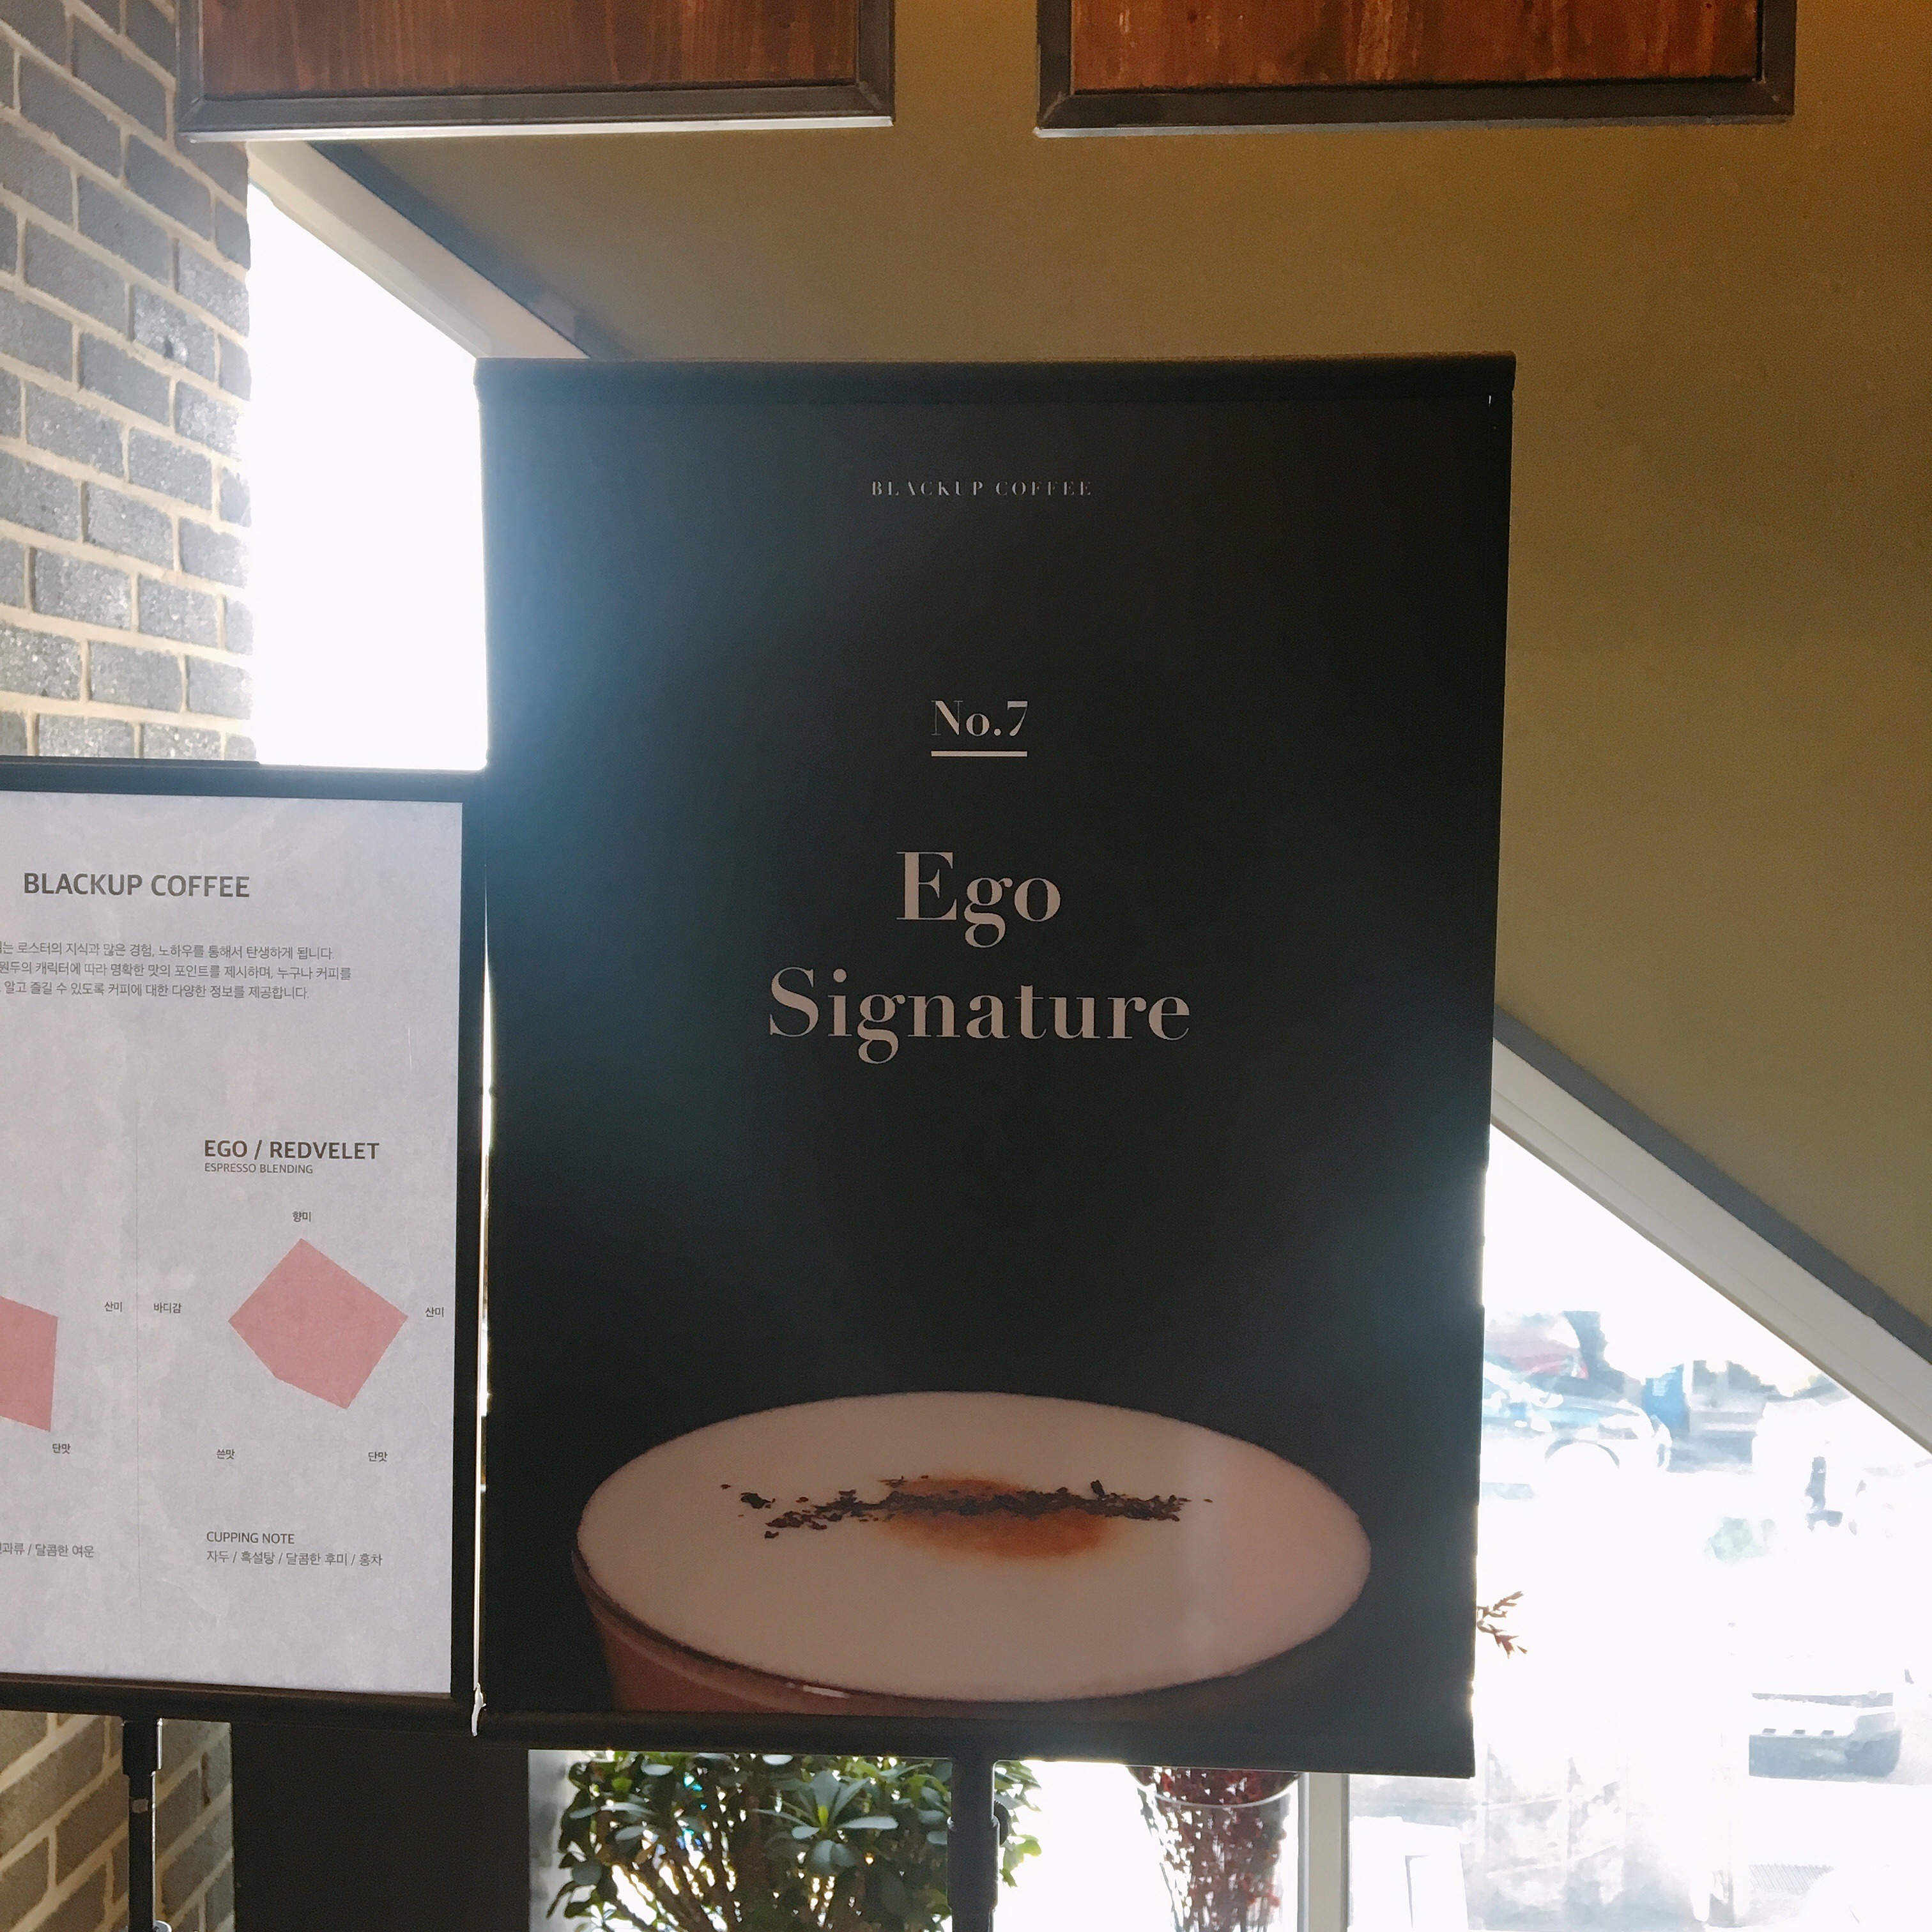 BLACKUP COFFEE
No.7
Ego
Signature
BLACKUP COFFEE
로스터의 지식과 많은 경험, 노하우를 통해서 탄생하게 됩니다.
원두의 캐릭터에 따라 명확한 맛의 포인트를 제시하며, 누구나 커피를
알고 즐길 수 있도록 커피에 대한 다양한 정보를 제공합니다.
EGO / REDVELET
ESPRESSO BLENDING
향미
산미
바디감
산미
단맛
쓴맛
단맛
/ 달콤한 여운
CUPPING NOTE
자두 / 흑설탕 / 달콤한 후미 / 홍차